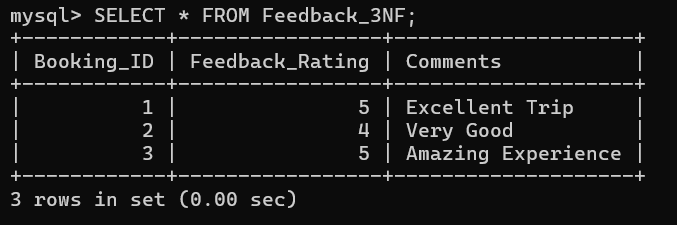 mysql> SELECT * FROM Feedback_3NF;
+------------+-----------------+--------------------+
| Booking_ID | Feedback_Rating | Comments           |
+------------+-----------------+--------------------+
|          1 |               5 | Excellent Trip     |
|          2 |               4 | Very Good          |
|          3 |               5 | Amazing Experience |
+------------+-----------------+--------------------+
3 rows in set (0.00 sec)